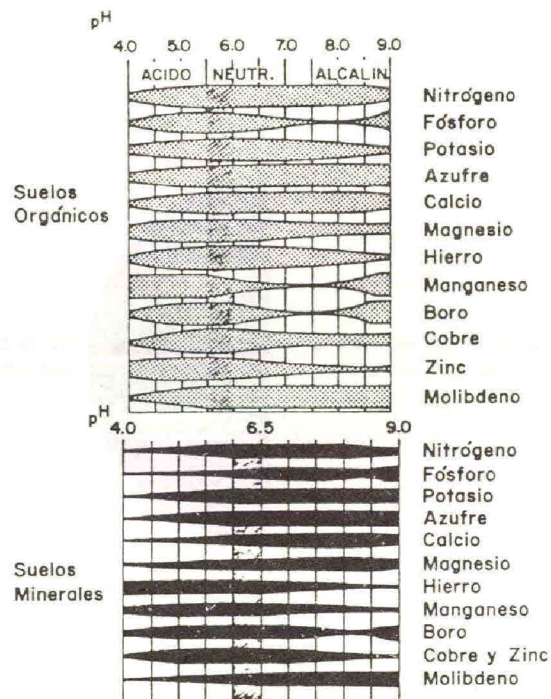 pH
4.0 5.0 6.0 7.0 8.0 9.0
ACIDO NEUTR. ALCALIN.
Suelos
Orgánicos
Nitrógeno
Fósforo
Potasio
Azufre
Calcio
Magnesio
Hierro
Manganeso
Boro
Cobre
Zinc
Molibdeno
pH
4.0 6.5 9.0
Suelos
Minerales
Nitrógeno
Fósforo
Potasio
Azufre
Calcio
Magnesio
Hierro
Manganeso
Boro
Cobre y Zinc
Molibdeno